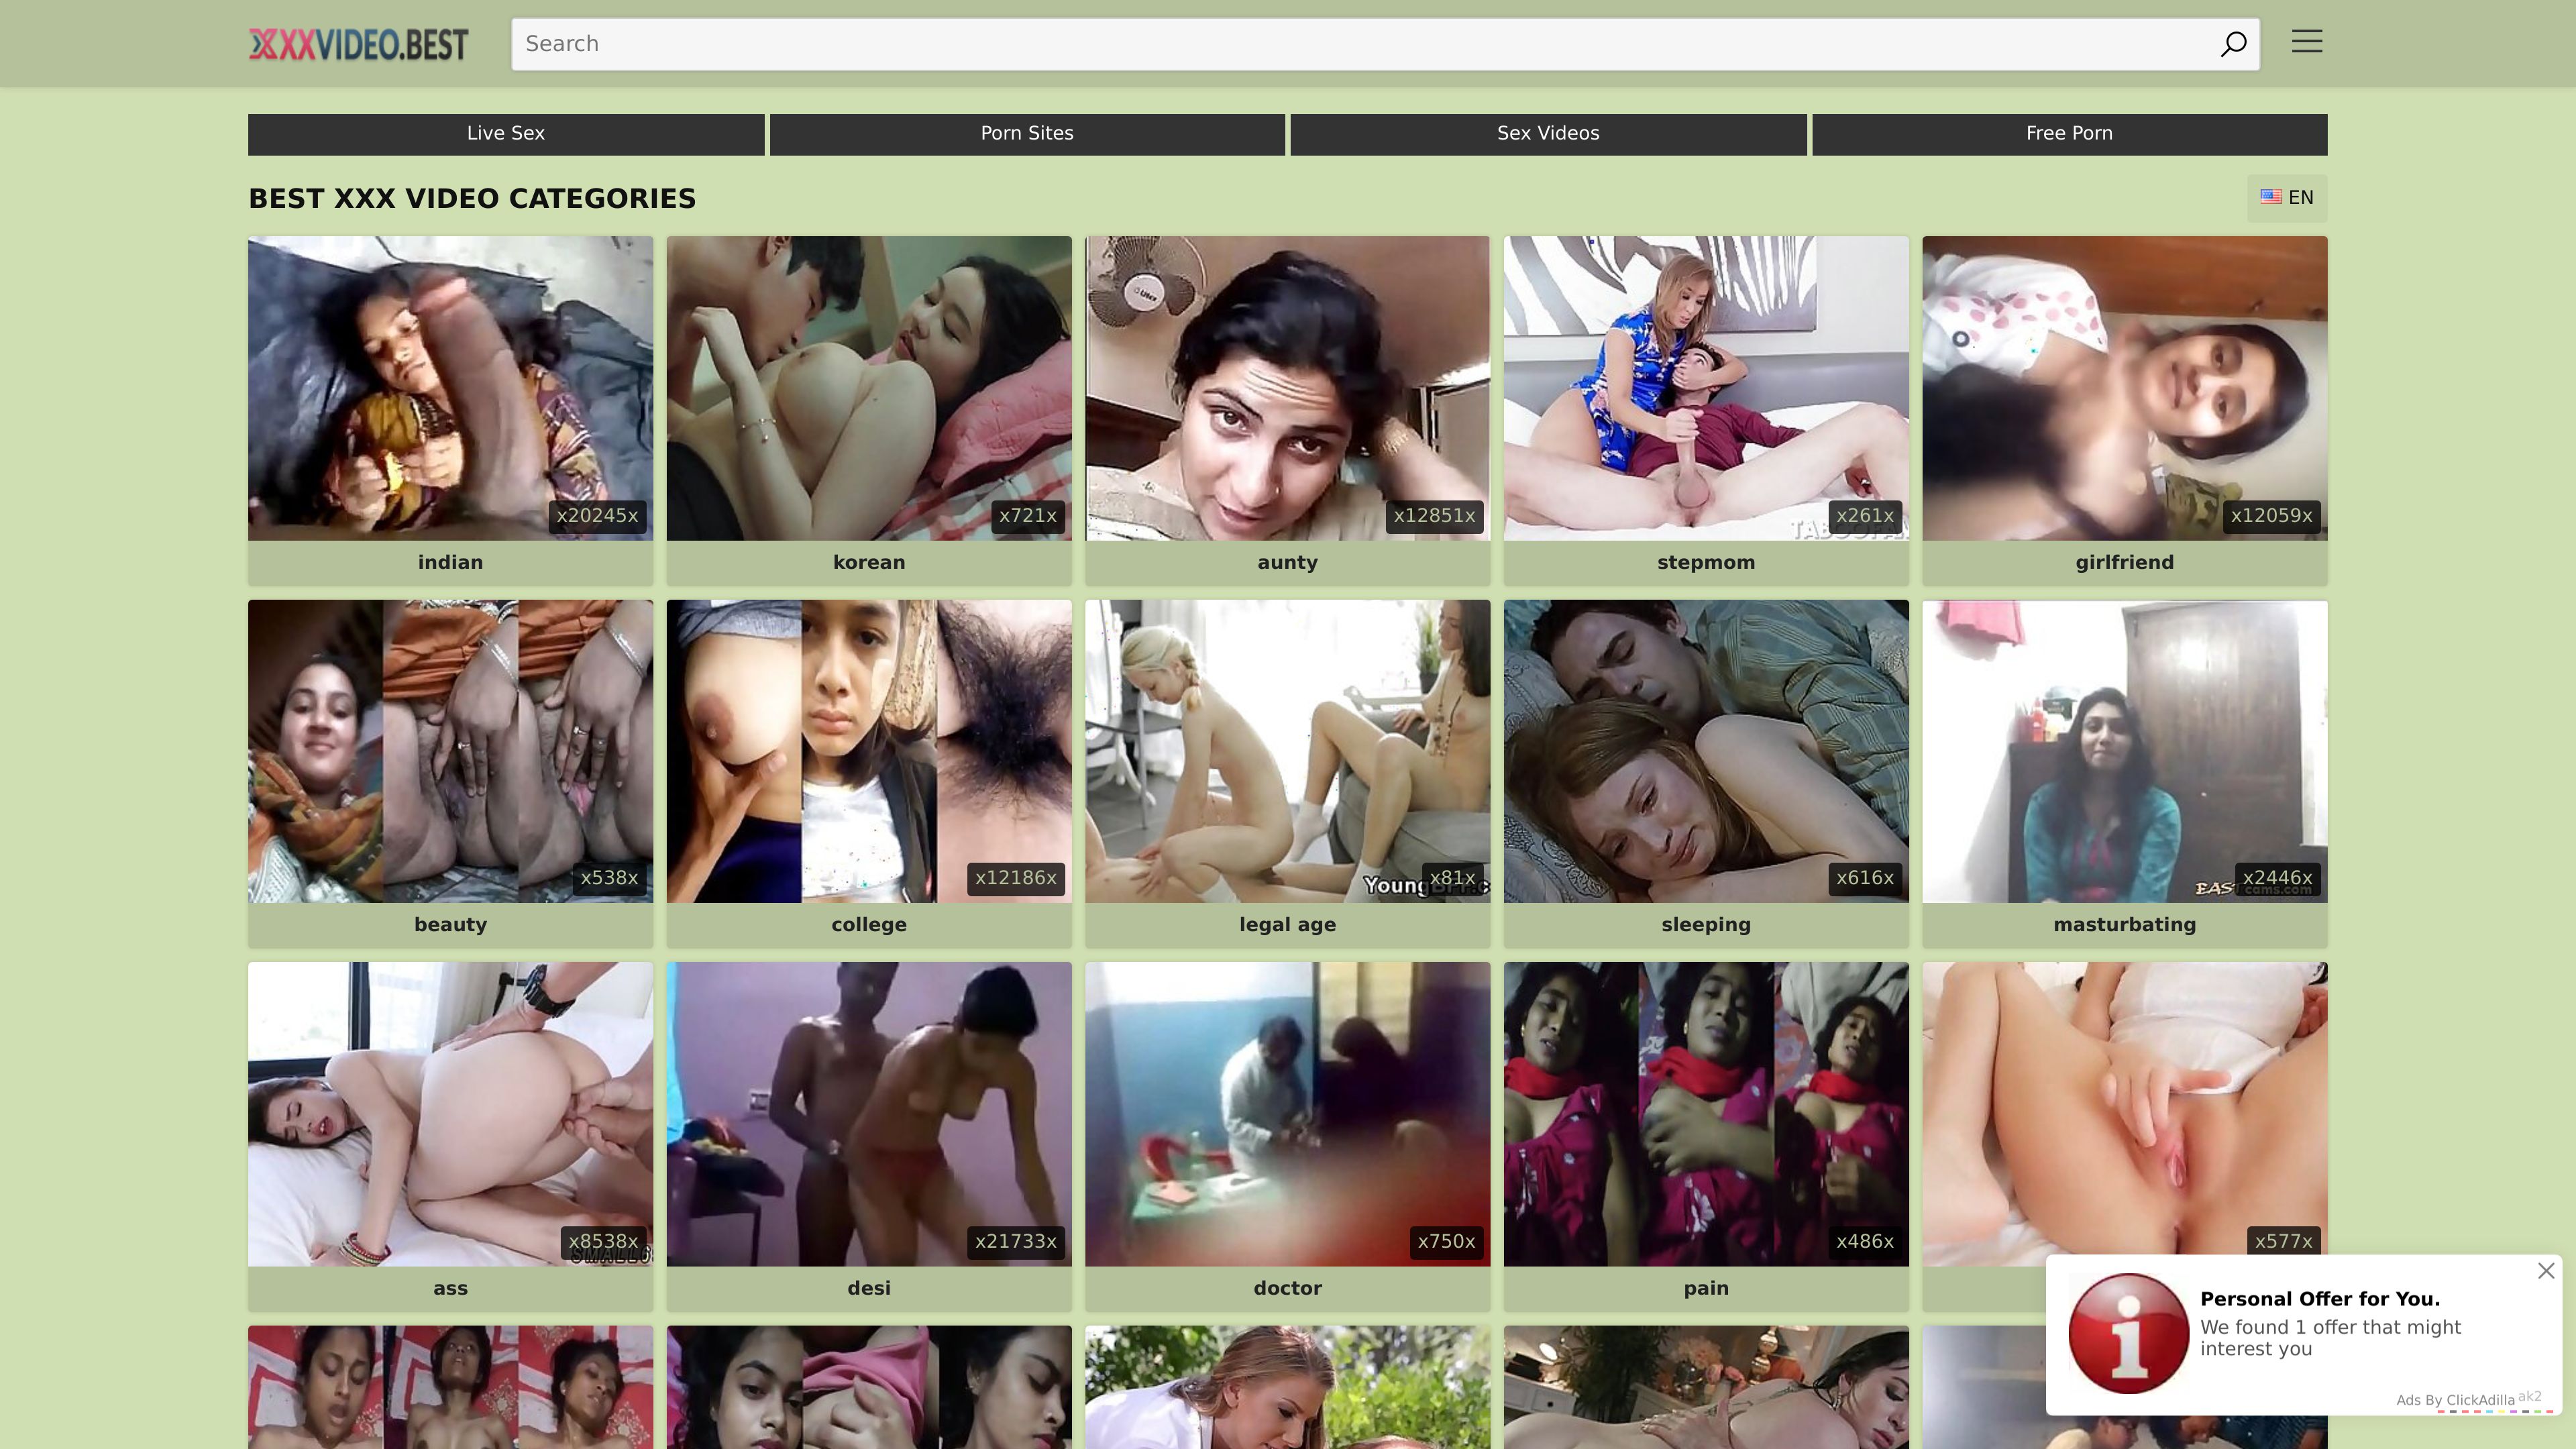 XXXVIDEO.BEST
Search
Live Sex
Porn Sites
Sex Videos
Free Porn
BEST XXX VIDEO CATEGORIES
EN
x20245x
x721x
x12851x
x261x
x12059x
indian
korean
aunty
stepmom
girlfriend
x538x
x12186x
x81x
x616x
x2446x
beauty
college
legal age
sleeping
masturbating
x8538x
x21733x
x750x
x486x
x577x
ass
desi
doctor
pain
Personal Offer for You.
We found 1 offer that might
interest you
Ads By ClickAdilla ak2